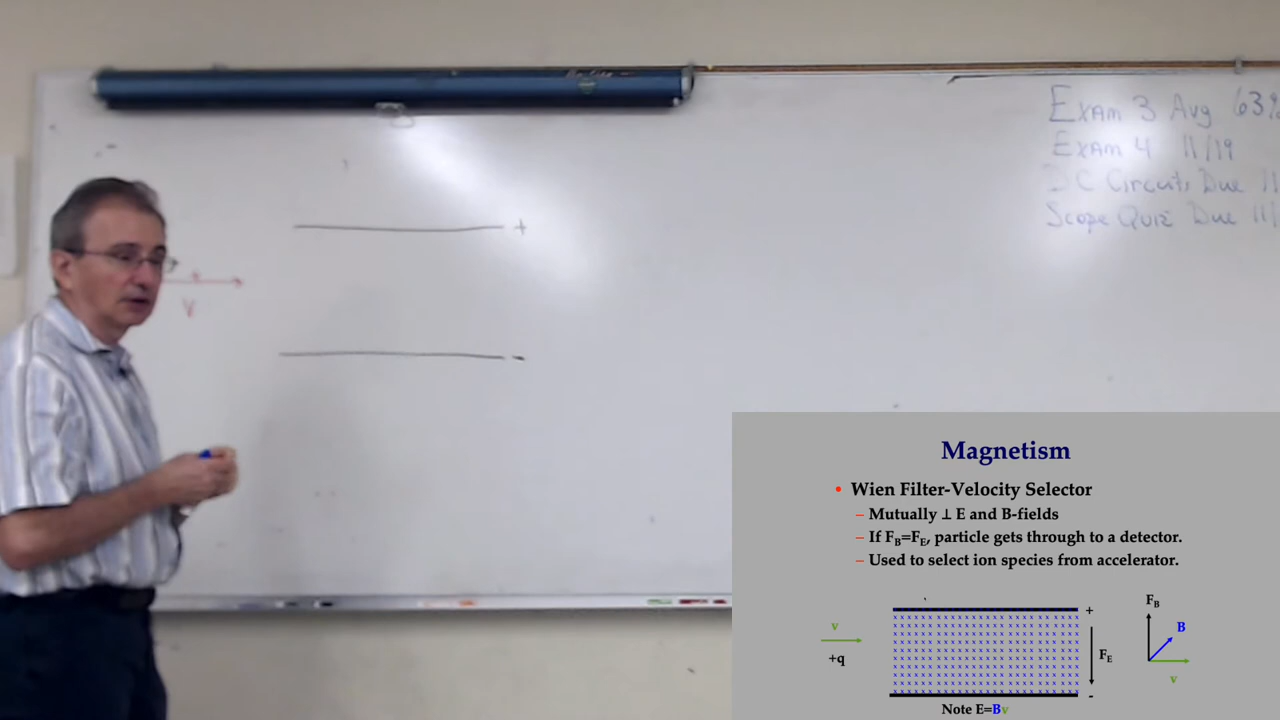 Exam 3 Avg 63%
Exam 4 11/19
DC Circuits Due 11
Scope Quiz Due 11/
+
V
-
Magnetism
• Wien Filter-Velocity Selector
– Mutually ⊥ E and B-fields
– If FB=FE, particle gets through to a detector.
– Used to select ion species from accelerator.
v
+q
+
FE
-
FB
B
v
Note E=Bv